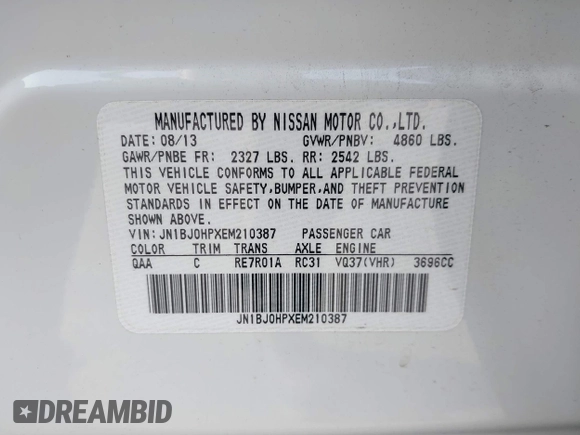 MANUFACTURED BY NISSAN MOTOR CO.,LTD.
DATE: 08/13 GVWR/PNBV: 4860 LBS.
GAWR/PNBE FR: 2327 LBS. RR: 2542 LBS.
THIS VEHICLE CONFORMS TO ALL APPLICABLE FEDERAL
MOTOR VEHICLE SAFETY,BUMPER,AND THEFT PREVENTION
STANDARDS IN EFFECT ON THE DATE OF MANUFACTURE
SHOWN ABOVE.
VIN: JN1BJ0HPXEM210387 PASSENGER CAR
COLOR TRIM TRANS AXLE ENGINE
QAA C RE7R01A RC31 VQ37(VHR) 3696CC
JN1BJ0HPXEM210387
DREAMBID